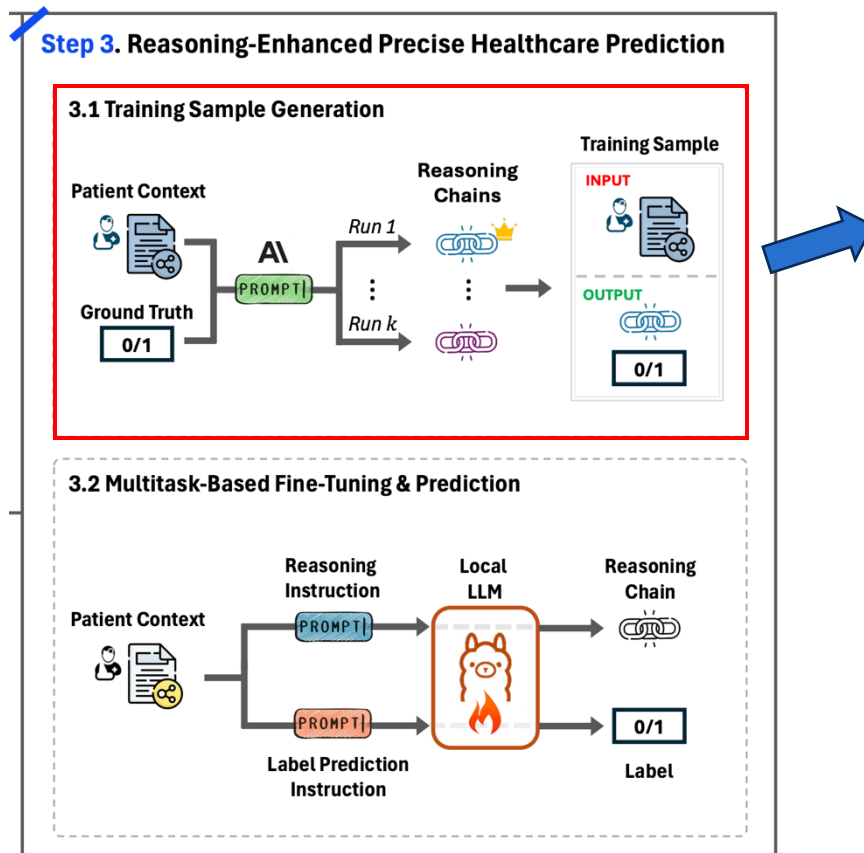 Step 3. Reasoning-Enhanced Precise Healthcare Prediction
3.1 Training Sample Generation
Training Sample
Patient Context
Reasoning
Chains
INPUT
Run 1
A\
PROMPT
Ground Truth
0/1
Run k
OUTPUT
0/1
3.2 Multitask-Based Fine-Tuning & Prediction
Reasoning
Instruction
Local
LLM
Reasoning
Chain
Patient Context
PROMPT
PROMPT
0/1
Label Prediction
Instruction
Label